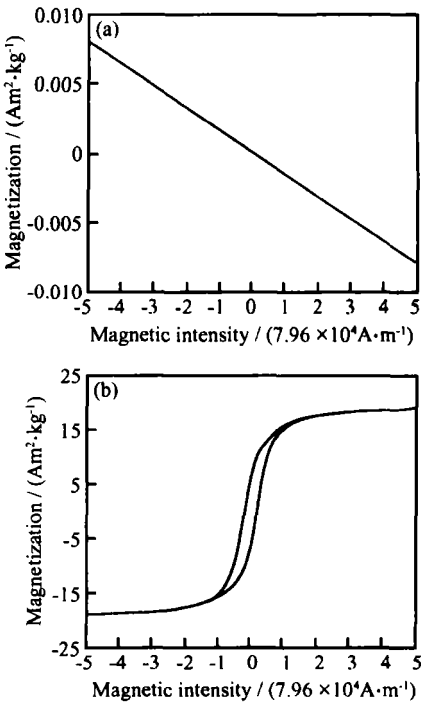 (a)
0.010
0.005
0
-0.005
-0.010
Magnetization / (Am²·kg⁻¹)
-5 -4 -3 -2 -1 0 1 2 3 4 5
Magnetic intensity / (7.96 ×10⁴A·m⁻¹)
(b)
25
15
5
-5
-15
-25
Magnetization / (Am²·kg⁻¹)
-5 -4 -3 -2 -1 0 1 2 3 4 5
Magnetic intensity / (7.96 ×10⁴A·m⁻¹)